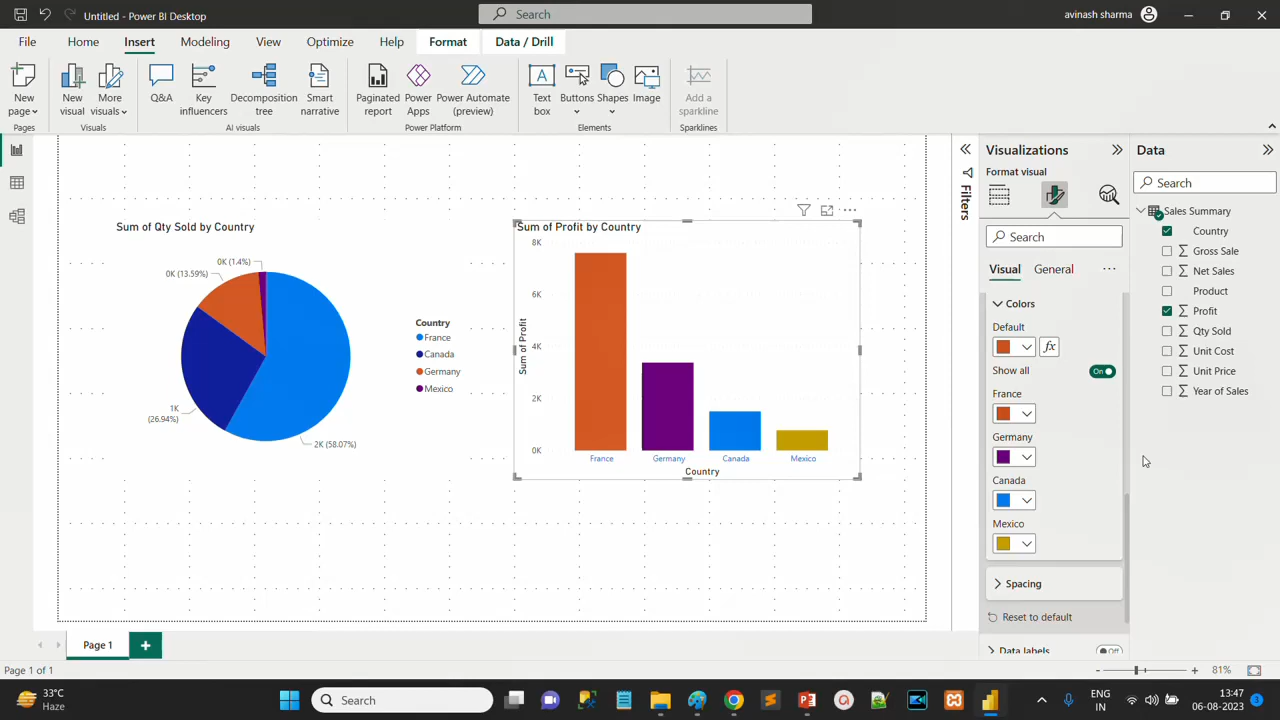 Untitled - Power BI Desktop
Search
avinash sharma
File
Home
Insert
Modeling
View
Optimize
Help
Format
Data / Drill
New page
Pages
New visual
More visuals
Visuals
Q&A
Key influencers
Decomposition tree
Smart narrative
AI visuals
Paginated report
Power Apps
Power Automate (preview)
Power Platform
Text box
Buttons
Shapes
Image
Elements
Add a sparkline
Sparklines
Sum of Qty Sold by Country
0K (1.4%)
0K (13.59%)
1K
(26.94%)
2K (58.07%)
Country
France
Canada
Germany
Mexico
Sum of Profit by Country
8K
6K
4K
2K
0K
Sum of Profit
France
Germany
Canada
Mexico
Country
Filters
Visualizations
Format visual
Search
Visual
General
Colors
Default
fx
Show all
On
France
Germany
Canada
Mexico
Spacing
Reset to default
Data labels
Off
Data
Search
Sales Summary
Country
Gross Sale
Net Sales
Product
Profit
Qty Sold
Unit Cost
Unit Price
Year of Sales
Page 1
Page 1 of 1
81%
33°C
Haze
Search
ENG
IN
18:47
06-08-2023
3